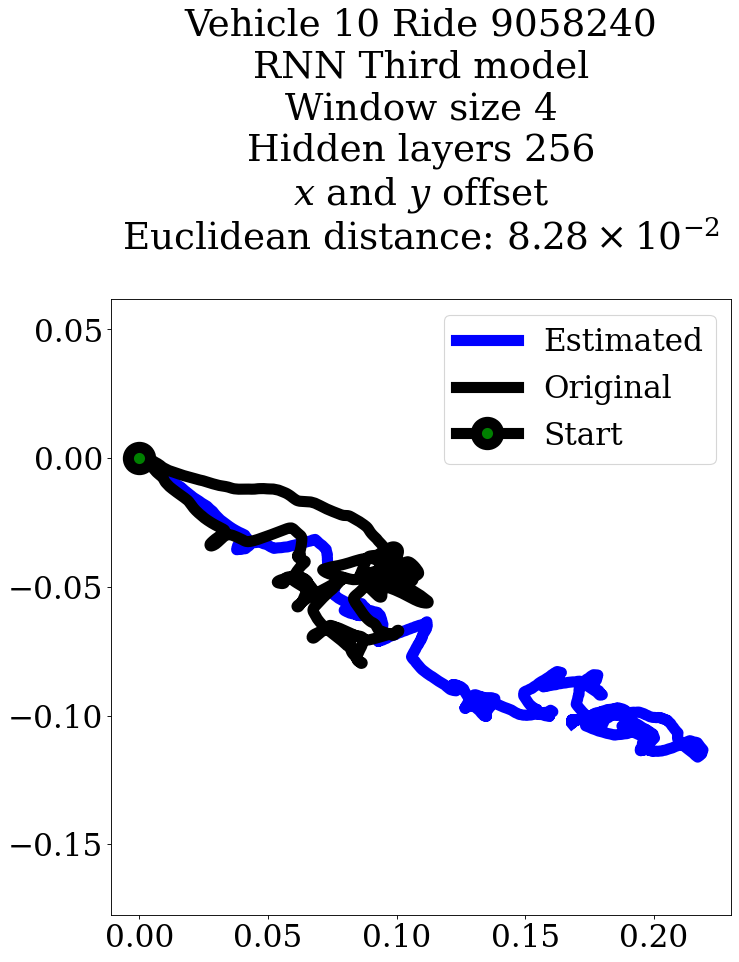 Vehicle 10 Ride 9058240
RNN Third model
Window size 4
Hidden layers 256
x and y offset
Euclidean distance: 8.28 × 10⁻²
Estimated
Original
Start
0.05
0.00
−0.05
−0.10
−0.15
0.00 0.05 0.10 0.15 0.20